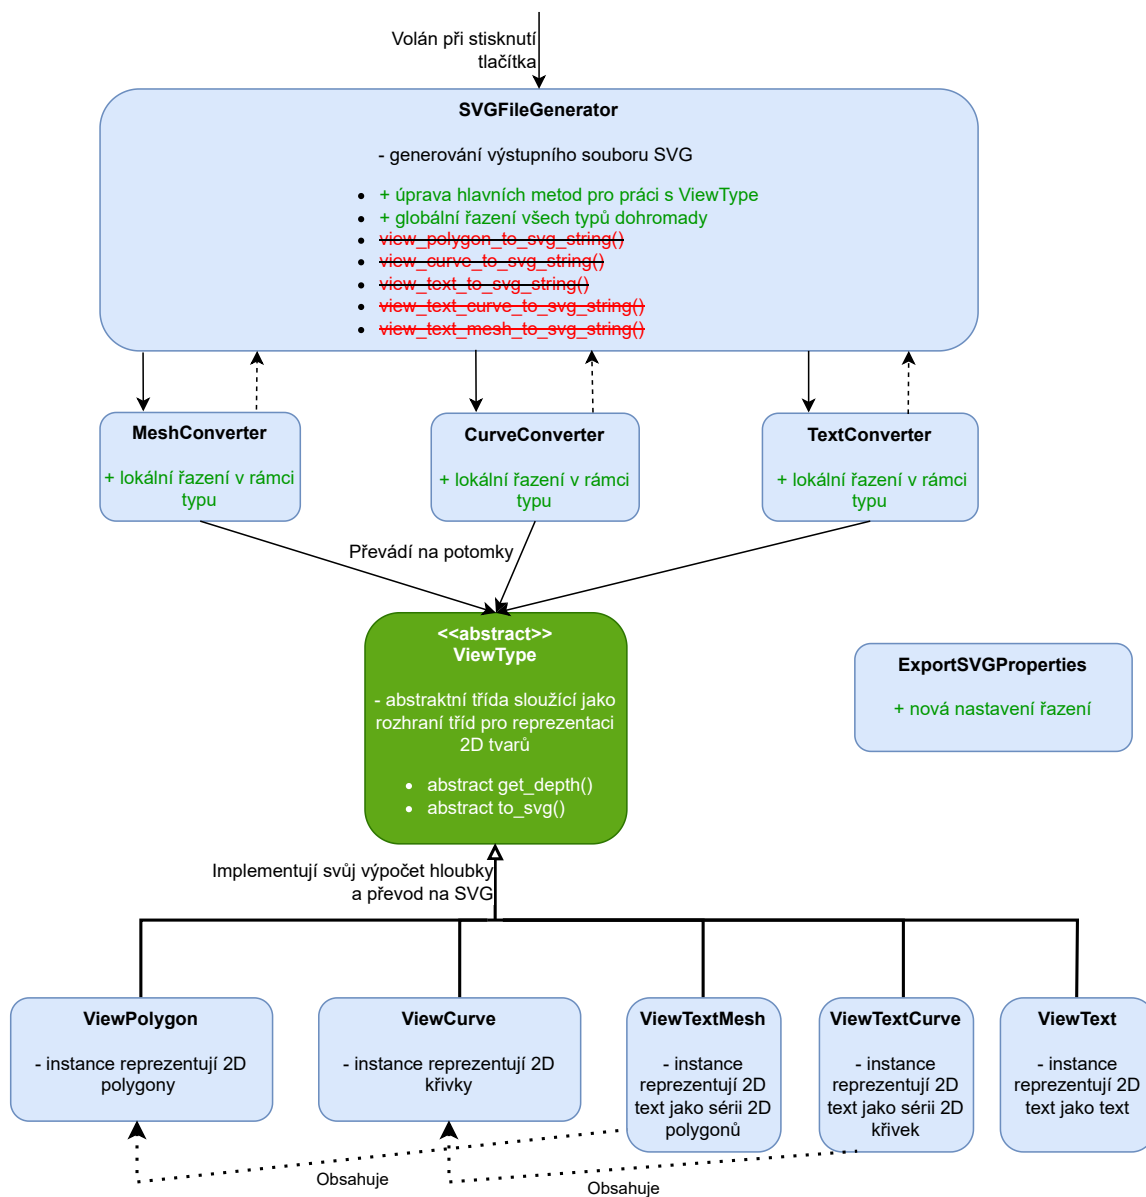 Volán při stisknutí
tlačítka
SVGFileGenerator
- generování výstupního souboru SVG
+ úprava hlavních metod pro práci s ViewType
+ globální řazení všech typů dohromady
view_polygon_to_svg_string()
view_curve_to_svg_string()
view_text_to_svg_string()
view_text_curve_to_svg_string()
view_text_mesh_to_svg_string()
MeshConverter
+ lokální řazení v rámci
typu
CurveConverter
+ lokální řazení v rámci
typu
TextConverter
+ lokální řazení v rámci
typu
Převádí na potomky
<<abstract>>
ViewType
- abstraktní třída sloužící jako
rozhraní tříd pro reprezentaci
2D tvarů
abstract get_depth()
abstract to_svg()
ExportSVGProperties
+ nová nastavení řazení
Implementují svůj výpočet hloubky
a převod na SVG
ViewPolygon
- instance reprezentují 2D
polygony
ViewCurve
- instance reprezentují 2D
křivky
ViewTextMesh
- instance
reprezentují 2D
text jako sérii 2D
polygonů
ViewTextCurve
- instance
reprezentují 2D
text jako sérii 2D
křivek
ViewText
- instance
reprezentují 2D
text jako text
Obsahuje
Obsahuje